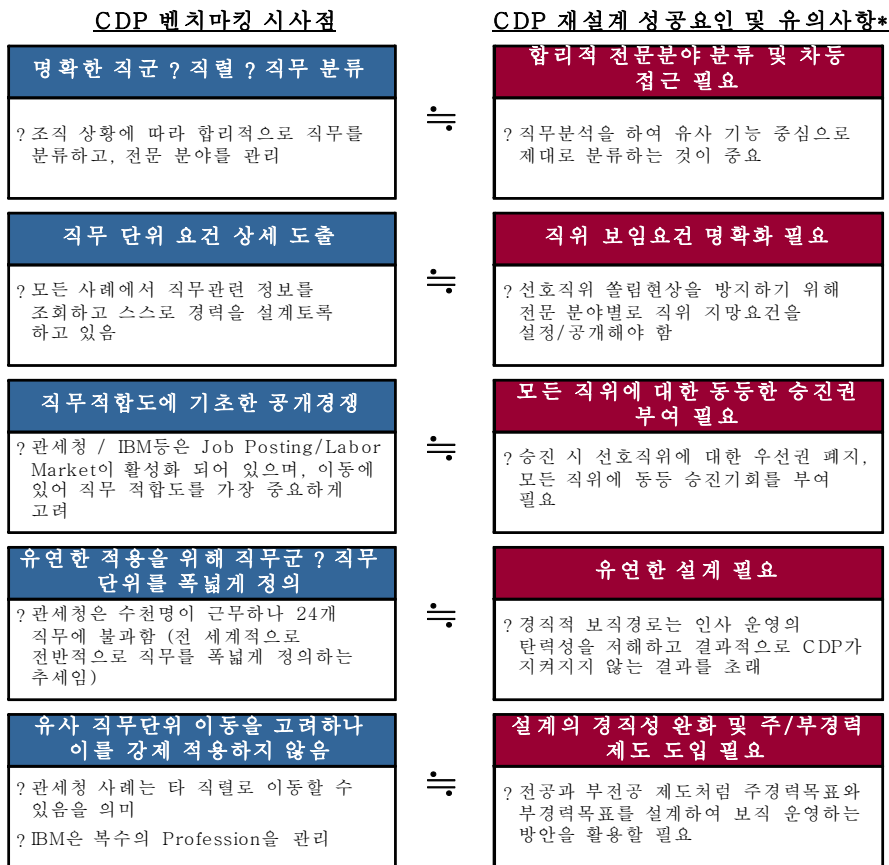 CDP 벤치마킹 시사점
CDP 재설계 성공요인 및 유의사항*
명확한 직군 ? 직렬 ? 직무 분류
? 조직 상황에 따라 합리적으로 직무를
분류하고, 전문 분야를 관리
≒
합리적 전문분야 분류 및 차등
접근 필요
? 직무분석을 하여 유사 기능 중심으로
제대로 분류하는 것이 중요
직무 단위 요건 상세 도출
? 모든 사례에서 직무관련 정보를
조회하고 스스로 경력을 설계토록
하고 있음
≒
직위 보임요건 명확화 필요
? 선호직위 쏠림현상을 방지하기 위해
전문 분야별로 직위 지망요건을
설정/공개해야 함
직무적합도에 기초한 공개경쟁
? 관세청 / IBM등은 Job Posting/Labor
Market이 활성화 되어 있으며, 이동에
있어 직무 적합도를 가장 중요하게
고려
≒
모든 직위에 대한 동등한 승진권
부여 필요
? 승진 시 선호직위에 대한 우선권 폐지,
모든 직위에 동등 승진기회를 부여
필요
유연한 적용을 위해 직무군 ? 직무
단위를 폭넓게 정의
? 관세청은 수천명이 근무하나 24개
직무에 불과함 (전 세계적으로
전반적으로 직무를 폭넓게 정의하는
추세임)
≒
유연한 설계 필요
? 경직적 보직경로는 인사 운영의
탄력성을 저해하고 결과적으로 CDP가
지켜지지 않는 결과를 초래
유사 직무단위 이동을 고려하나
이를 강제 적용하지 않음
? 관세청 사례는 타 직렬로 이동할 수
있음을 의미
? IBM은 복수의 Profession을 관리
≒
설계의 경직성 완화 및 주/부경력
제도 도입 필요
? 전공과 부전공 제도처럼 주경력목표와
부경력목표를 설계하여 보직 운영하는
방안을 활용할 필요